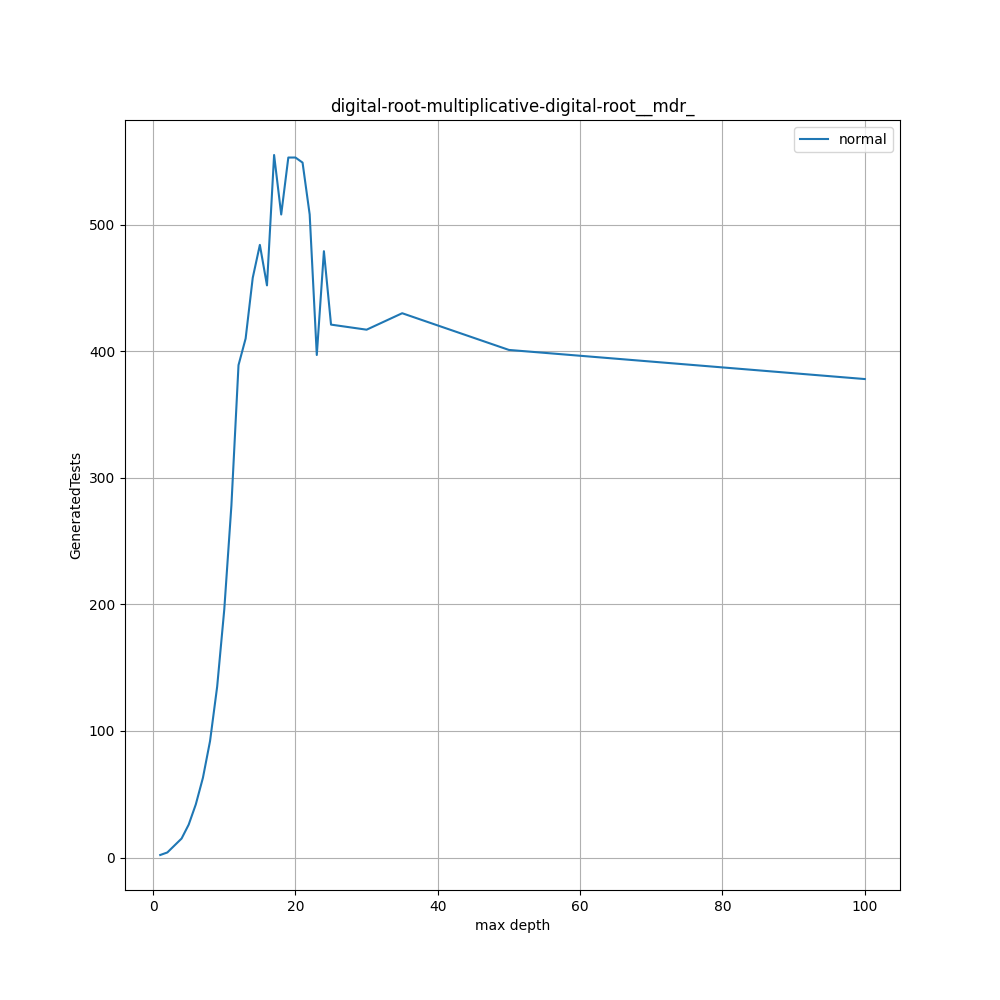 digital-root-multiplicative-digital-root__mdr_
normal
GeneratedTests
500
400
300
200
100
0
0 20 40 60 80 100
max depth